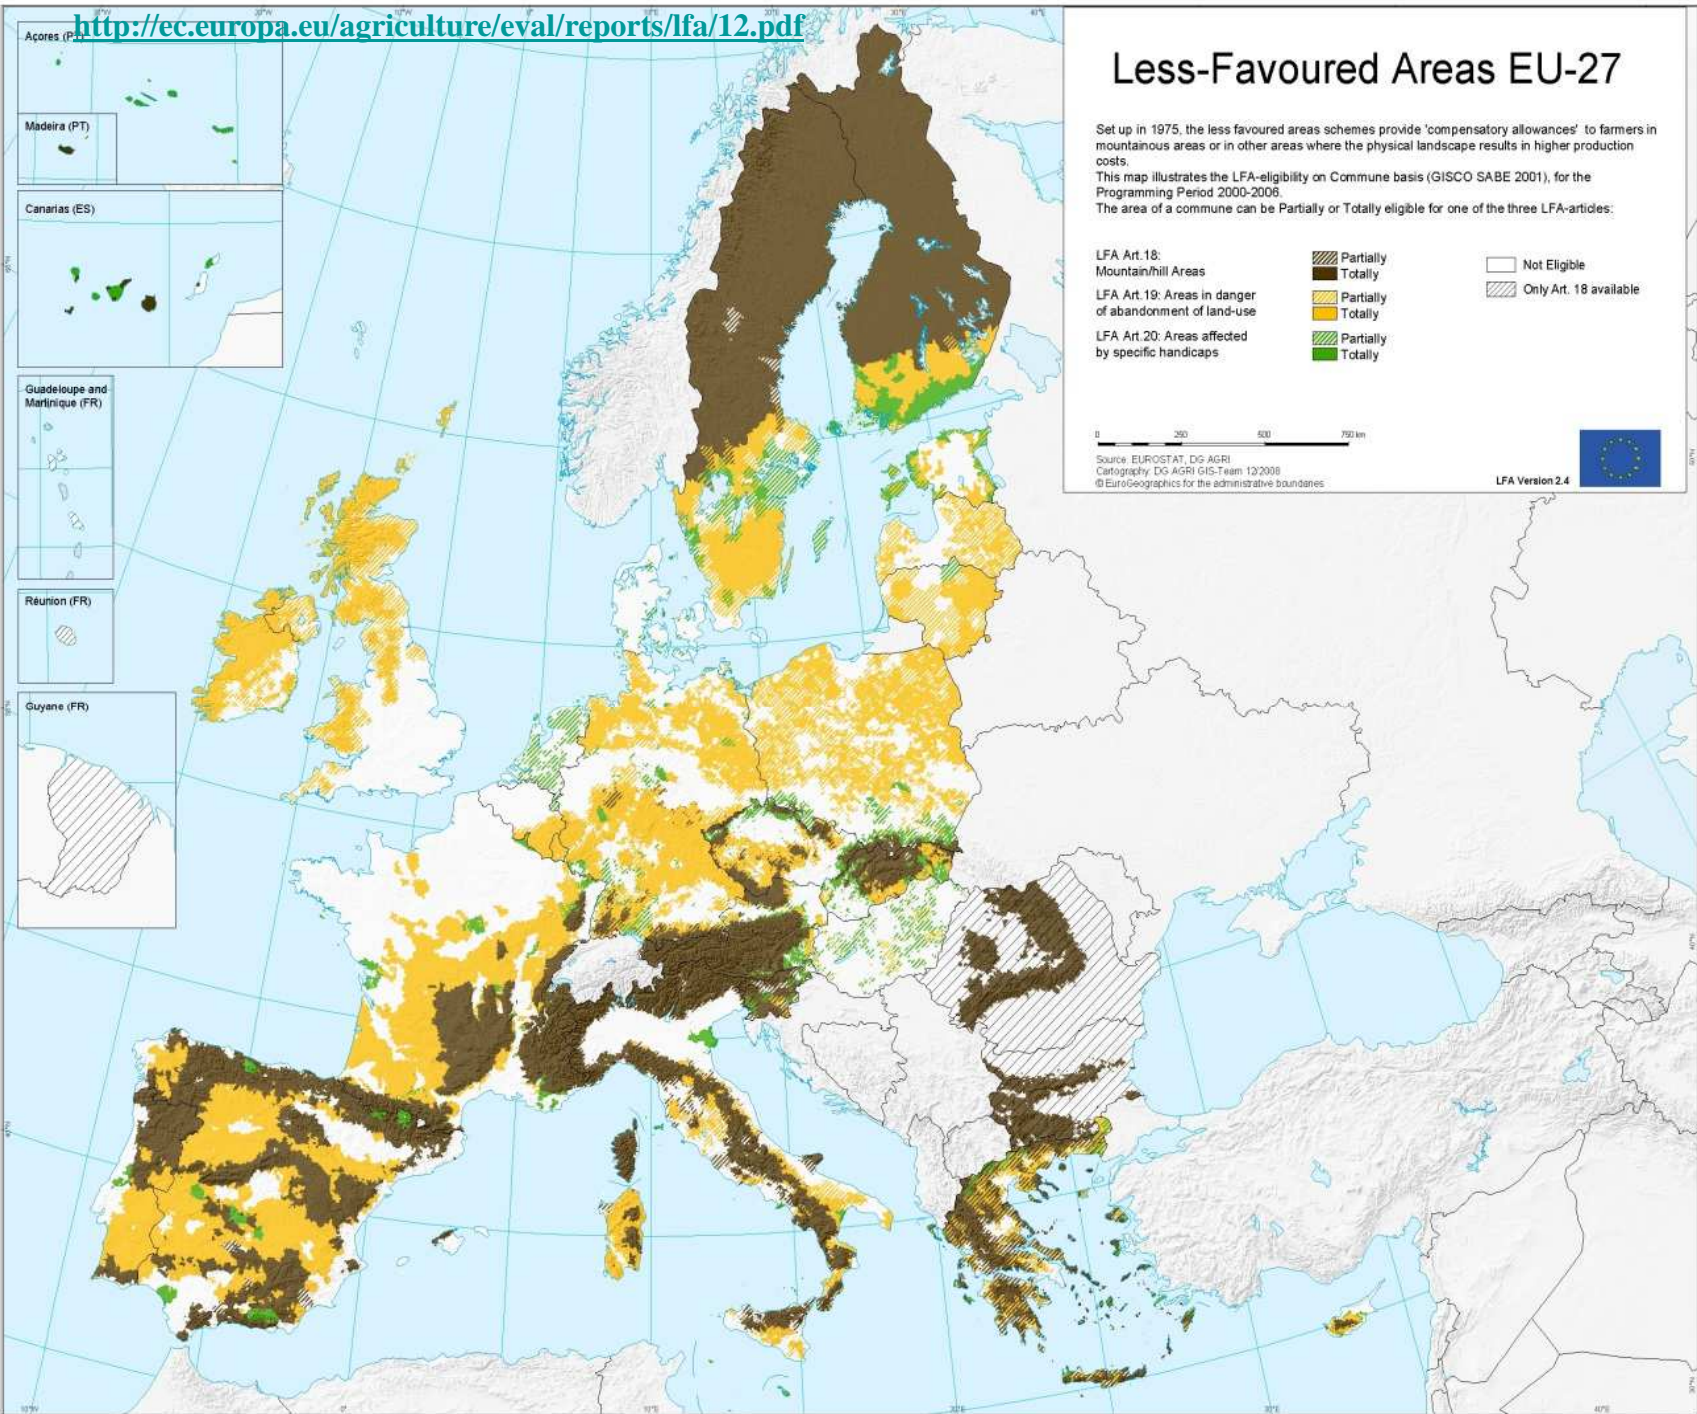 http://ec.europa.eu/agriculture/eval/reports/lfa/12.pdf
Açores (PT)
Madeira (PT)
Canarias (ES)
Guadeloupe and
Martinique (FR)
Réunion (FR)
Guyane (FR)
Less-Favoured Areas EU-27
Set up in 1975, the less favoured areas schemes provide 'compensatory allowances' to farmers in
mountainous areas or in other areas where the physical landscape results in higher production
costs.
This map illustrates the LFA-eligibility on Commune basis (GISCO SABE 2001), for the
Programming Period 2000-2006.
The area of a commune can be Partially or Totally eligible for one of the three LFA-articles:
LFA Art.18:
Mountain/hill Areas
Partially
Totally
LFA Art.19: Areas in danger
of abandonment of land-use
Partially
Totally
LFA Art.20: Areas affected
by specific handicaps
Partially
Totally
Not Eligible
Only Art. 18 available
0 250 500 750 km
Source: EUROSTAT, DG AGRI
Cartography: DG AGRI GIS-Team 12/2008
© EuroGeographics for the administrative boundaries
LFA Version 2.4